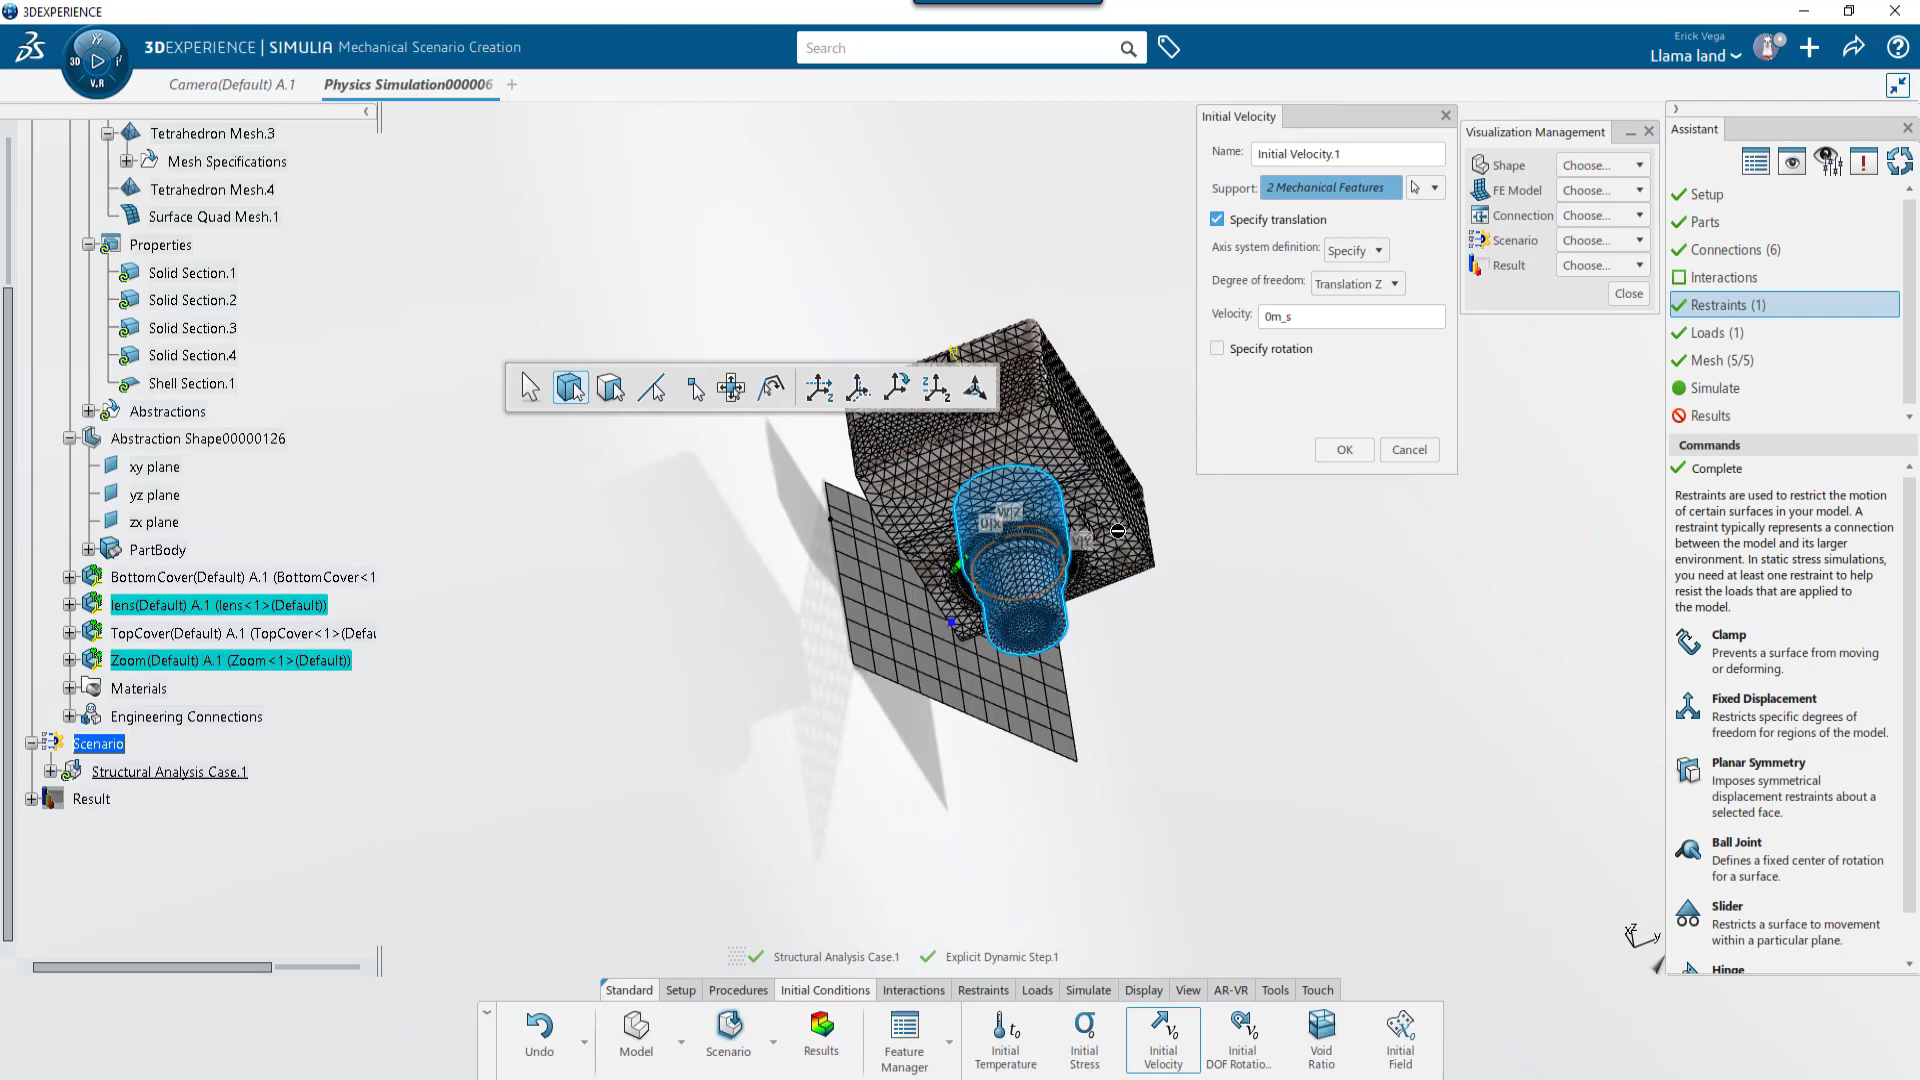 3DEXPERIENCE
3DEXPERIENCE | SIMULIA Mechanical Scenario Creation
3D
V.R
Search
Erick Vega
Llama land
Camera(Default) A.1
Physics Simulation000006
Tetrahedron Mesh.3
Mesh Specifications
Tetrahedron Mesh.4
Surface Quad Mesh.1
Properties
Solid Section.1
Solid Section.2
Solid Section.3
Solid Section.4
Shell Section.1
Abstractions
Abstraction Shape00000126
xy plane
yz plane
zx plane
PartBody
BottomCover(Default) A.1 (BottomCover<1
lens(Default) A.1 (lens<1>(Default))
TopCover(Default) A.1 (TopCover<1>(Defau
Zoom(Default) A.1 (Zoom<1>(Default))
Materials
Engineering Connections
Scenario
Structural Analysis Case.1
Result
W|Z
U|X
V|Y
Initial Velocity
Name: Initial Velocity.1
Support: 2 Mechanical Features
Specify translation
Axis system definition: Specify
Degree of freedom: Translation Z
Velocity: 0m_s
Specify rotation
OK
Cancel
Visualization Management
Shape Choose...
FE Model Choose...
Connection Choose...
Scenario Choose...
Result Choose...
Close
Assistant
Setup
Parts
Connections (6)
Interactions
Restraints (1)
Loads (1)
Mesh (5/5)
Simulate
Results
Commands
Complete
Restraints are used to restrict the motion
of certain surfaces in your model. A
restraint typically represents a connection
between the model and its larger
environment. In static stress simulations,
you need at least one restraint to help
resist the loads that are applied to
the model.
Clamp
Prevents a surface from moving
or deforming.
Fixed Displacement
Restricts specific degrees of
freedom for regions of the model.
Planar Symmetry
Imposes symmetrical
displacement restraints about a
selected face.
Ball Joint
Defines a fixed center of rotation
for a surface.
Slider
Restricts a surface to movement
within a particular plane.
Hinge
Structural Analysis Case.1
Explicit Dynamic Step.1
Standard
Setup
Procedures
Initial Conditions
Interactions
Restraints
Loads
Simulate
Display
View
AR-VR
Tools
Touch
Undo
Model
Scenario
Results
Feature
Manager
Initial
Temperature
Initial
Stress
Initial
Velocity
Initial
DOF Rotatio...
Void
Ratio
Initial
Field